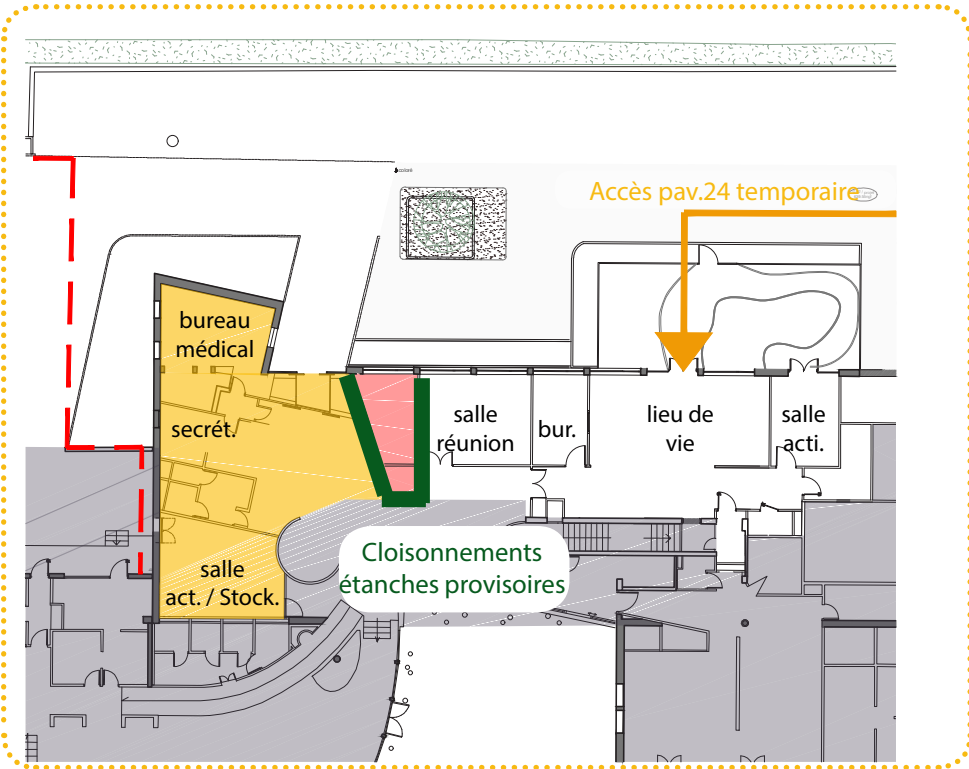 Accès pav.24 temporaire
bureau
médical
secrét.
salle
réunion
bur.
lieu de
vie
salle
acti.
Cloisonnements
étanches provisoires
salle
act. / Stock.